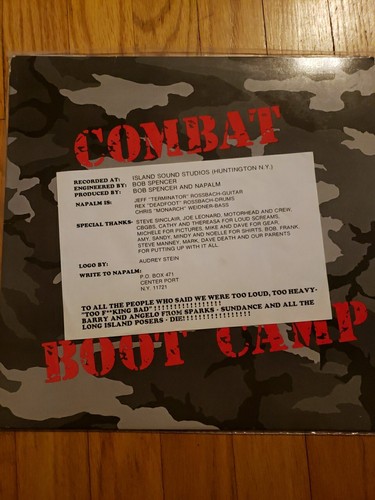 COMBAT
RECORDED AT: ISLAND SOUND STUDIOS (HUNTINGTON N.Y.)
ENGINEERED BY: BOB SPENCER
PRODUCED BY: BOB SPENCER AND NAPALM
NAPALM IS: JEFF "TERMINATOR" ROSSBACH-GUITAR
REX "DEADFOOT" ROSSBACH-DRUMS
CHRIS "MONARCH" WEIDNER-BASS
SPECIAL THANKS- STEVE SINCLAIR, JOE LEONARD, MOTORHEAD AND CREW,
CBGBS, CATHY AND THEREASA FOR LOUD SCREAMS,
MICHELE FOR PICTURES, MIKE AND DAVE FOR GEAR,
AMY, SANDY, MINDY AND NOELLE FOR SHIRTS, BOB, FRANK,
STEVE MANNEY, MARK, DAVE DEATH AND OUR PARENTS
FOR PUTTING UP WITH IT ALL.
LOGO BY: AUDREY STEIN
WRITE TO NAPALM: P.O. BOX 471
CENTER PORT
N.Y. 11721
TO ALL THE PEOPLE WHO SAID WE WERE TOO LOUD, TOO HEAVY-
"TOO F**KING BAD"!!!!!!!!!!!!!!!!!!!
BARRY AND ANGELO FROM SPARKS - SUNDANCE AND ALL THE
LONG ISLAND POSERS - DIE!!!!!!!!!!!!!!!!!!!
BOOT CAMP